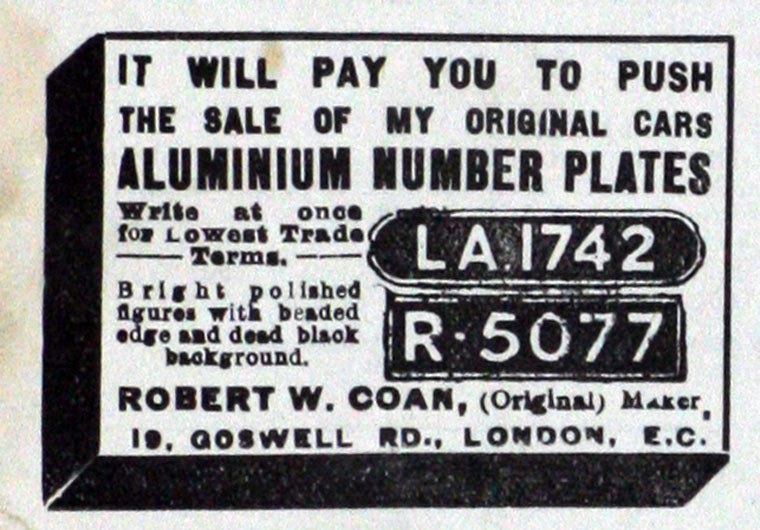 IT WILL PAY YOU TO PUSH
THE SALE OF MY ORIGINAL CARS
ALUMINIUM NUMBER PLATES
Write at once
for Lowest Trade
Terms.
Bright polished
figures with beaded
edge and dead black
background.
LA.1742
R·5077
ROBERT W. COAN, (Original) Maker,
19, GOSWELL RD., LONDON, E.C.